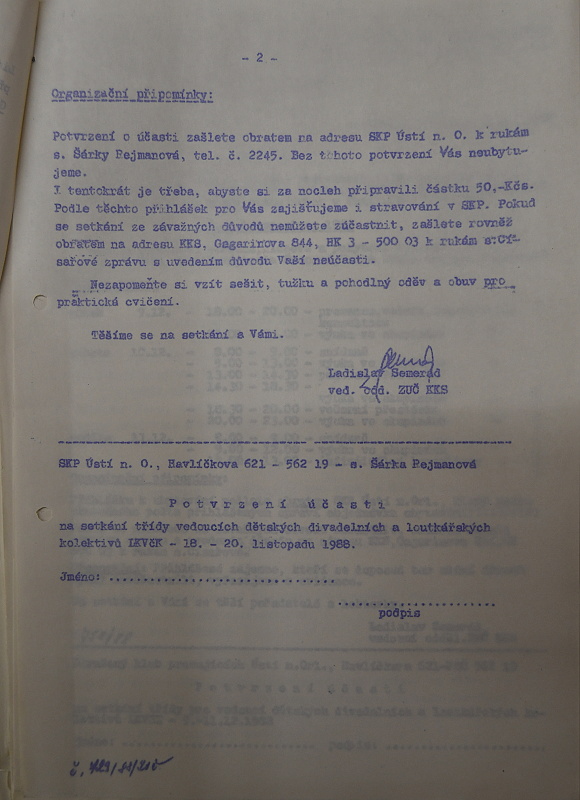 - 2 -
Organizační připomínky:
Potvrzení o účasti zašlete obratem na adresu SKP Ústí n. O. k rukám
s. Šárky Rejmanová, tel. č. 2245. Bez tohoto potvrzení Vás neubytu-
jeme.
I tentokrát je třeba, abyste si za nocleh připravili částku 50,-Kčs.
Podle těchto přihlášek pro Vás zajišťujeme i stravování v SKP. Pokud
se setkání ze závažných důvodů nemůžete zúčastnit, zašlete rovněž
obratem na adresu KKS, Gagarinova 844, HK 3 - 500 03 k rukám s.Cí-
sařové zprávu s uvedením důvodu Vaší neúčasti.
Nezapomeňte si vzít sešit, tužku a pohodlný oděv a obuv pro
praktická cvičení.
Těšíme se na setkání a Vámi.
Ladislav Semerád
ved. odd. ZUČ KKS
SKP Ústí n. O., Havlíčkova 621 - 562 19 - s. Šárka Rejmanová
Potvrzení účasti
na setkání třídy vedoucích dětských divadelních a loutkářských
kolektivů LEVČK - 18. - 20. listopadu 1988.
Jméno: ..................................
.......................
podpis